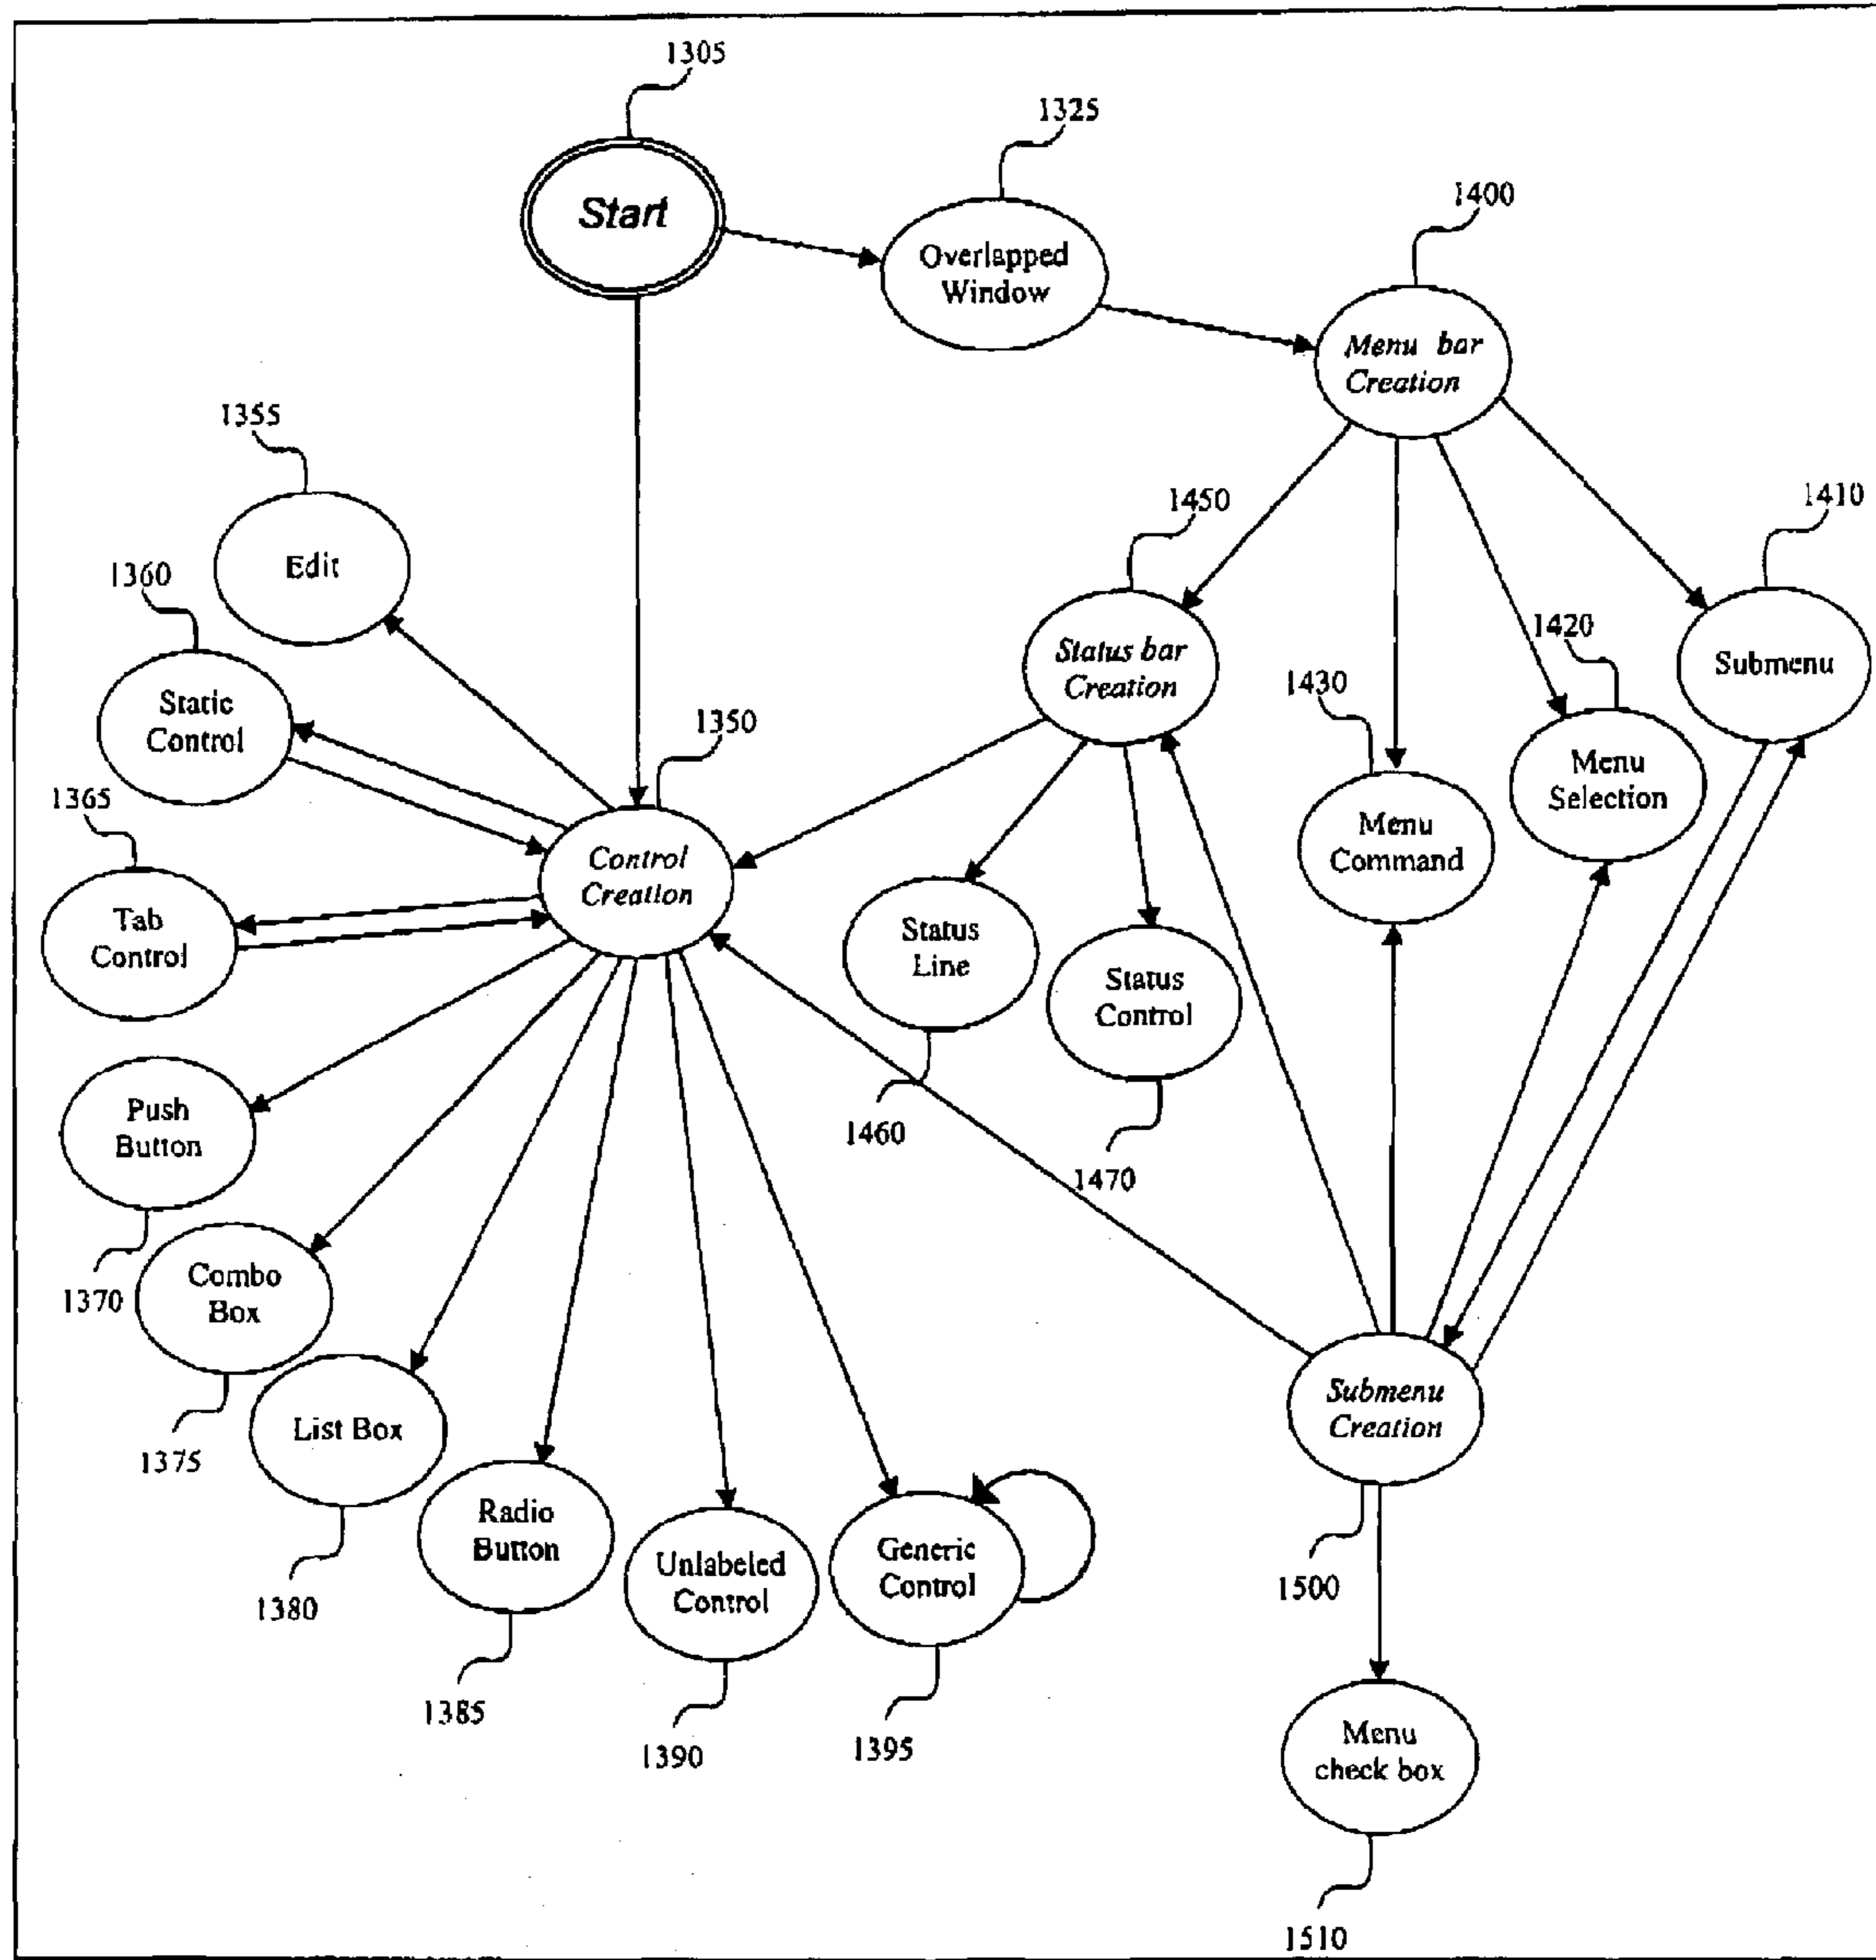 1305
1325
Start
1400
Overlapped
Window
Menu bar
Creation
1355
1450
1410
Edit
1360
1420
Status bar
Creation
Submenu
1430
Static
Control
1350
Menu
Selection
1365
Menu
Command
Control
Creation
Tab
Control
Status
Line
Status
Control
Push
Button
1460
1470
1370
Combo
Box
Submenu
Creation
1375
List Box
Radio
Button
Unlabeled
Control
Generic
Control
1380
1500
1385
1390
1395
Menu
check box
1510